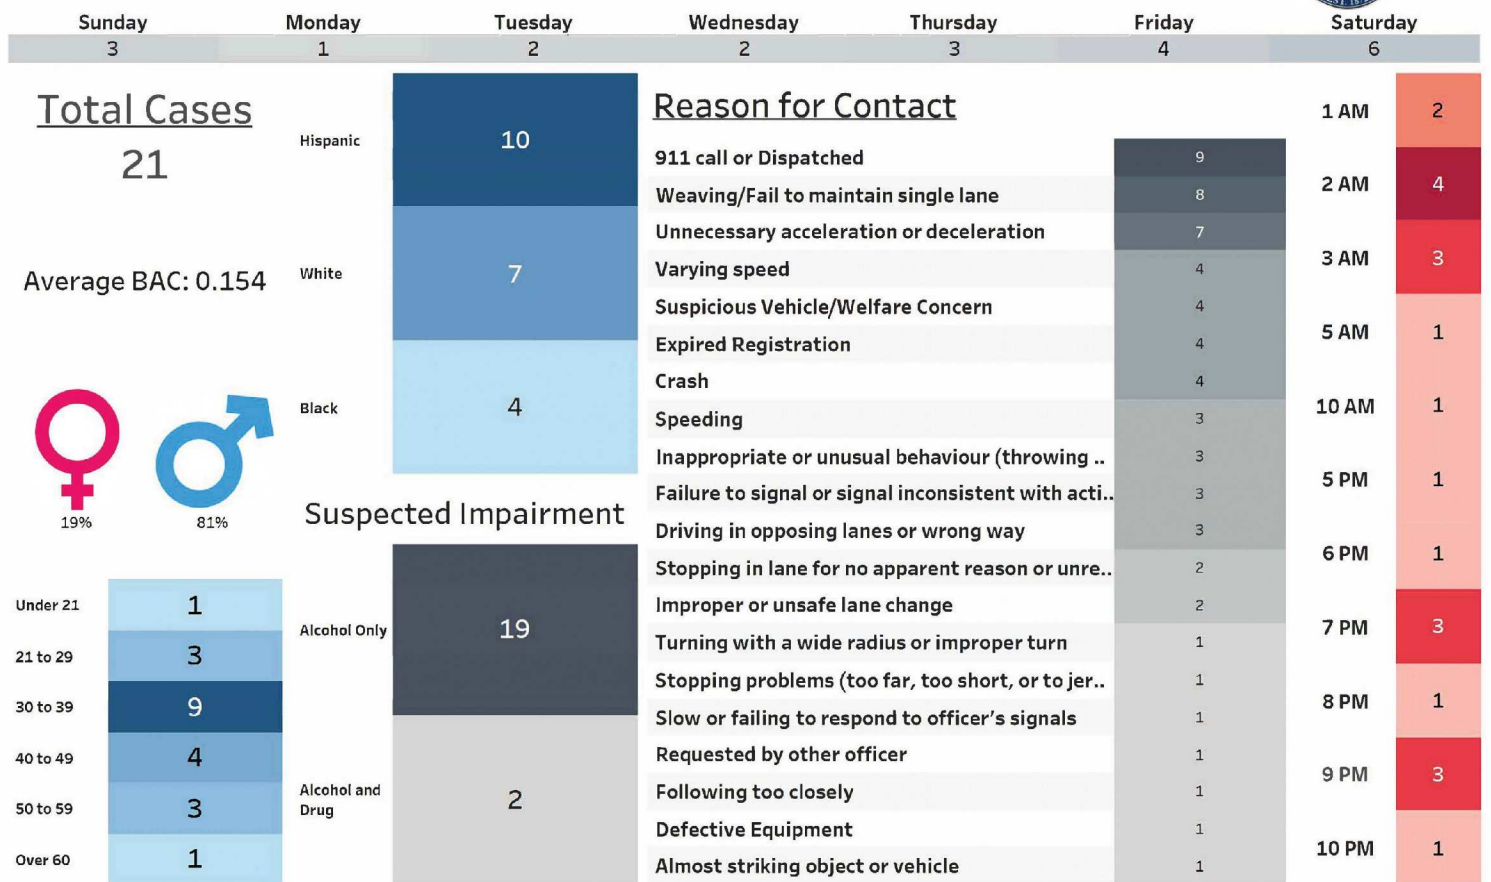 Sunday Monday Tuesday Wednesday Thursday Friday Saturday
3 1 2 2 3 4 6
Total Cases
21
Average BAC: 0.154
19% 81%
Under 21 1
21 to 29 3
30 to 39 9
40 to 49 4
50 to 59 3
Over 60 1
Hispanic 10
White 7
Black 4
Suspected Impairment
Alcohol Only 19
Alcohol and
Drug 2
Reason for Contact
911 call or Dispatched 9
Weaving/Fail to maintain single lane 8
Unnecessary acceleration or deceleration 7
Varying speed 4
Suspicious Vehicle/Welfare Concern 4
Expired Registration 4
Crash 4
Speeding 3
Inappropriate or unusual behaviour (throwing .. 3
Failure to signal or signal inconsistent with acti.. 3
Driving in opposing lanes or wrong way 3
Stopping in lane for no apparent reason or unre.. 2
Improper or unsafe lane change 2
Turning with a wide radius or improper turn 1
Stopping problems (too far, too short, or to jer.. 1
Slow or failing to respond to officer's signals 1
Requested by other officer 1
Following too closely 1
Defective Equipment 1
Almost striking object or vehicle 1
1 AM 2
2 AM 4
3 AM 3
5 AM 1
10 AM 1
5 PM 1
6 PM 1
7 PM 3
8 PM 1
9 PM 3
10 PM 1